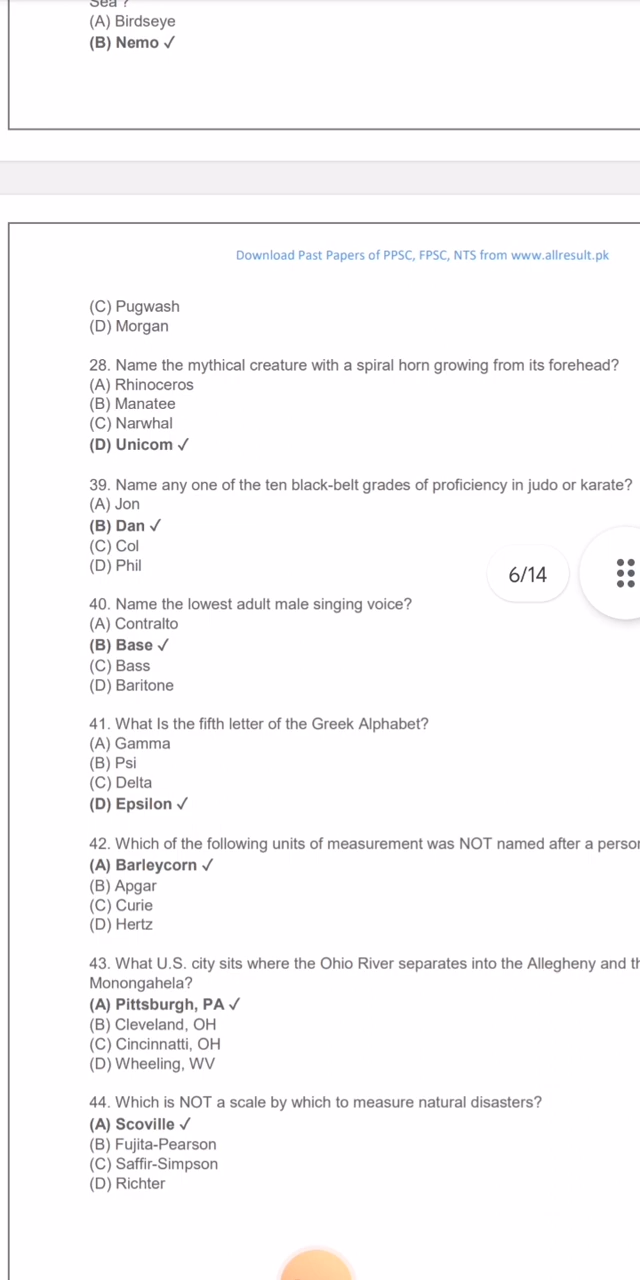 Sea ?
(A) Birdseye
(B) Nemo ✓
Download Past Papers of PPSC, FPSC, NTS from www.allresult.pk
(C) Pugwash
(D) Morgan
28. Name the mythical creature with a spiral horn growing from its forehead?
(A) Rhinoceros
(B) Manatee
(C) Narwhal
(D) Unicom ✓
39. Name any one of the ten black-belt grades of proficiency in judo or karate?
(A) Jon
(B) Dan ✓
(C) Col
(D) Phil
6/14
40. Name the lowest adult male singing voice?
(A) Contralto
(B) Base ✓
(C) Bass
(D) Baritone
41. What Is the fifth letter of the Greek Alphabet?
(A) Gamma
(B) Psi
(C) Delta
(D) Epsilon ✓
42. Which of the following units of measurement was NOT named after a person
(A) Barleycorn ✓
(B) Apgar
(C) Curie
(D) Hertz
43. What U.S. city sits where the Ohio River separates into the Allegheny and th
Monongahela?
(A) Pittsburgh, PA ✓
(B) Cleveland, OH
(C) Cincinnatti, OH
(D) Wheeling, WV
44. Which is NOT a scale by which to measure natural disasters?
(A) Scoville ✓
(B) Fujita-Pearson
(C) Saffir-Simpson
(D) Richter